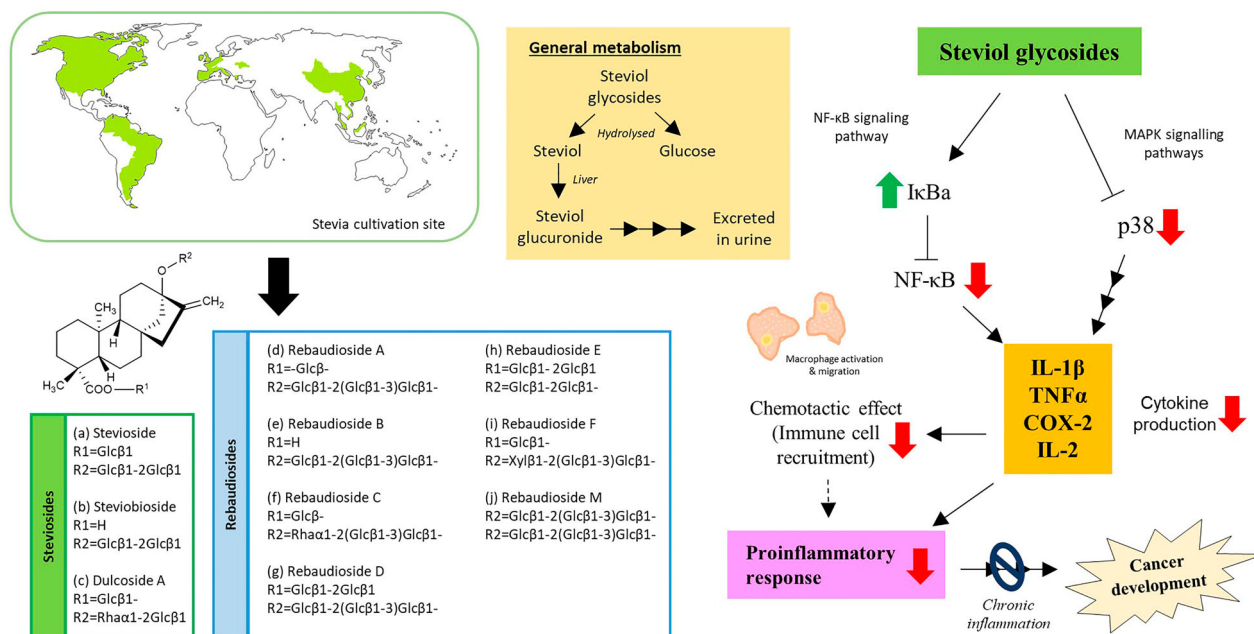 Stevia cultivation site
General metabolism
Steviol
glycosides
Hydrolysed
Steviol
Glucose
Liver
Steviol
glucuronide
Excreted
in urine
Steviol glycosides
NF-κB signaling
pathway
MAPK signalling
pathways
IκBa
p38
NF-κB
Macrophage activation
& migration
IL-1β
TNFα
COX-2
IL-2
Cytokine
production
Chemotactic effect
(Immune cell
recruitment)
Proinflammatory
response
Chronic
inflammation
Cancer
development
O—R²
CH₂
CH₃
H
H
H₃C
COO—R¹
Steviosides
(a) Stevioside
R1=Glcβ1
R2=Glcβ1-2Glcβ1
(b) Steviobioside
R1=H
R2=Glcβ1-2Glcβ1
(c) Dulcoside A
R1=Glcβ1-
R2=Rhaα1-2Glcβ1
Rebaudiosides
(d) Rebaudioside A
R1=-Glcβ-
R2=Glcβ1-2(Glcβ1-3)Glcβ1-
(e) Rebaudioside B
R1=H
R2=Glcβ1-2(Glcβ1-3)Glcβ1-
(f) Rebaudioside C
R1=Glcβ-
R2=Rhaα1-2(Glcβ1-3)Glcβ1-
(g) Rebaudioside D
R1=Glcβ1-2Glcβ1
R2=Glcβ1-2(Glcβ1-3)Glcβ1-
(h) Rebaudioside E
R1=Glcβ1- 2Glcβ1
R2=Glcβ1-2Glcβ1-
(i) Rebaudioside F
R1=Glcβ1-
R2=Xylβ1-2(Glcβ1-3)Glcβ1-
(j) Rebaudioside M
R2=Glcβ1-2(Glcβ1-3)Glcβ1-
R2=Glcβ1-2(Glcβ1-3)Glcβ1-